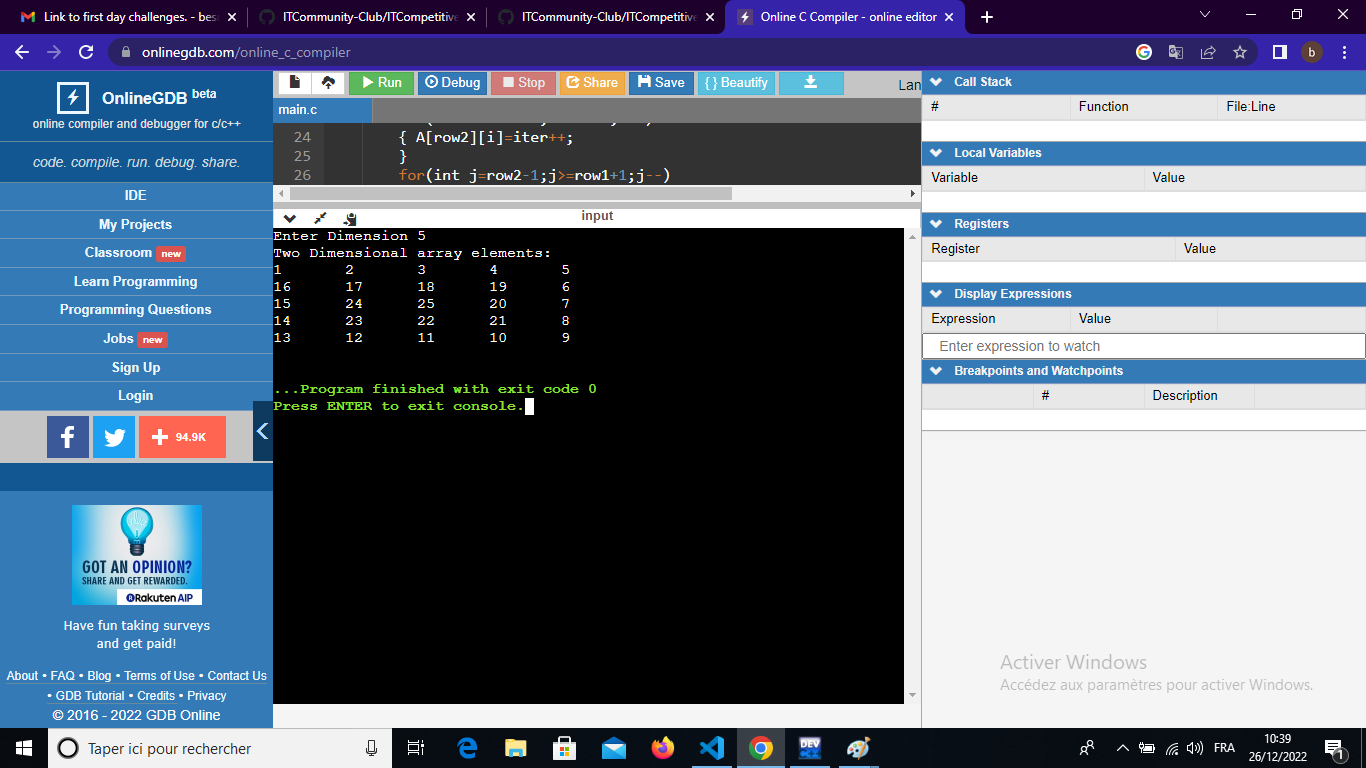 Link to first day challenges. - bes
ITCommunity-Club/ITCompetitive
ITCommunity-Club/ITCompetitive
Online C Compiler - online editor
onlinegdb.com/online_c_compiler
b
OnlineGDB beta
online compiler and debugger for c/c++
code. compile. run. debug. share.
IDE
My Projects
Classroom new
Learn Programming
Programming Questions
Jobs new
Sign Up
Login
94.9K
GOT AN OPINION?
SHARE AND GET REWARDED.
Rakuten AIP
Have fun taking surveys
and get paid!
About • FAQ • Blog • Terms of Use • Contact Us
• GDB Tutorial • Credits • Privacy
© 2016 - 2022 GDB Online
Run Debug Stop Share Save { } Beautify Lan
main.c
24 { A[row2][i]=iter++;
25 }
26 for(int j=row2-1;j>=row1+1;j--)
input
Enter Dimension 5
Two Dimensional array elements:
1 2 3 4 5
16 17 18 19 6
15 24 25 20 7
14 23 22 21 8
13 12 11 10 9
...Program finished with exit code 0
Press ENTER to exit console.
Call Stack
# Function File:Line
Local Variables
Variable Value
Registers
Register Value
Display Expressions
Expression Value
Enter expression to watch
Breakpoints and Watchpoints
# Description
Activer Windows
Accédez aux paramètres pour activer Windows.
Taper ici pour rechercher
DEV
FRA
10:39
26/12/2022
1